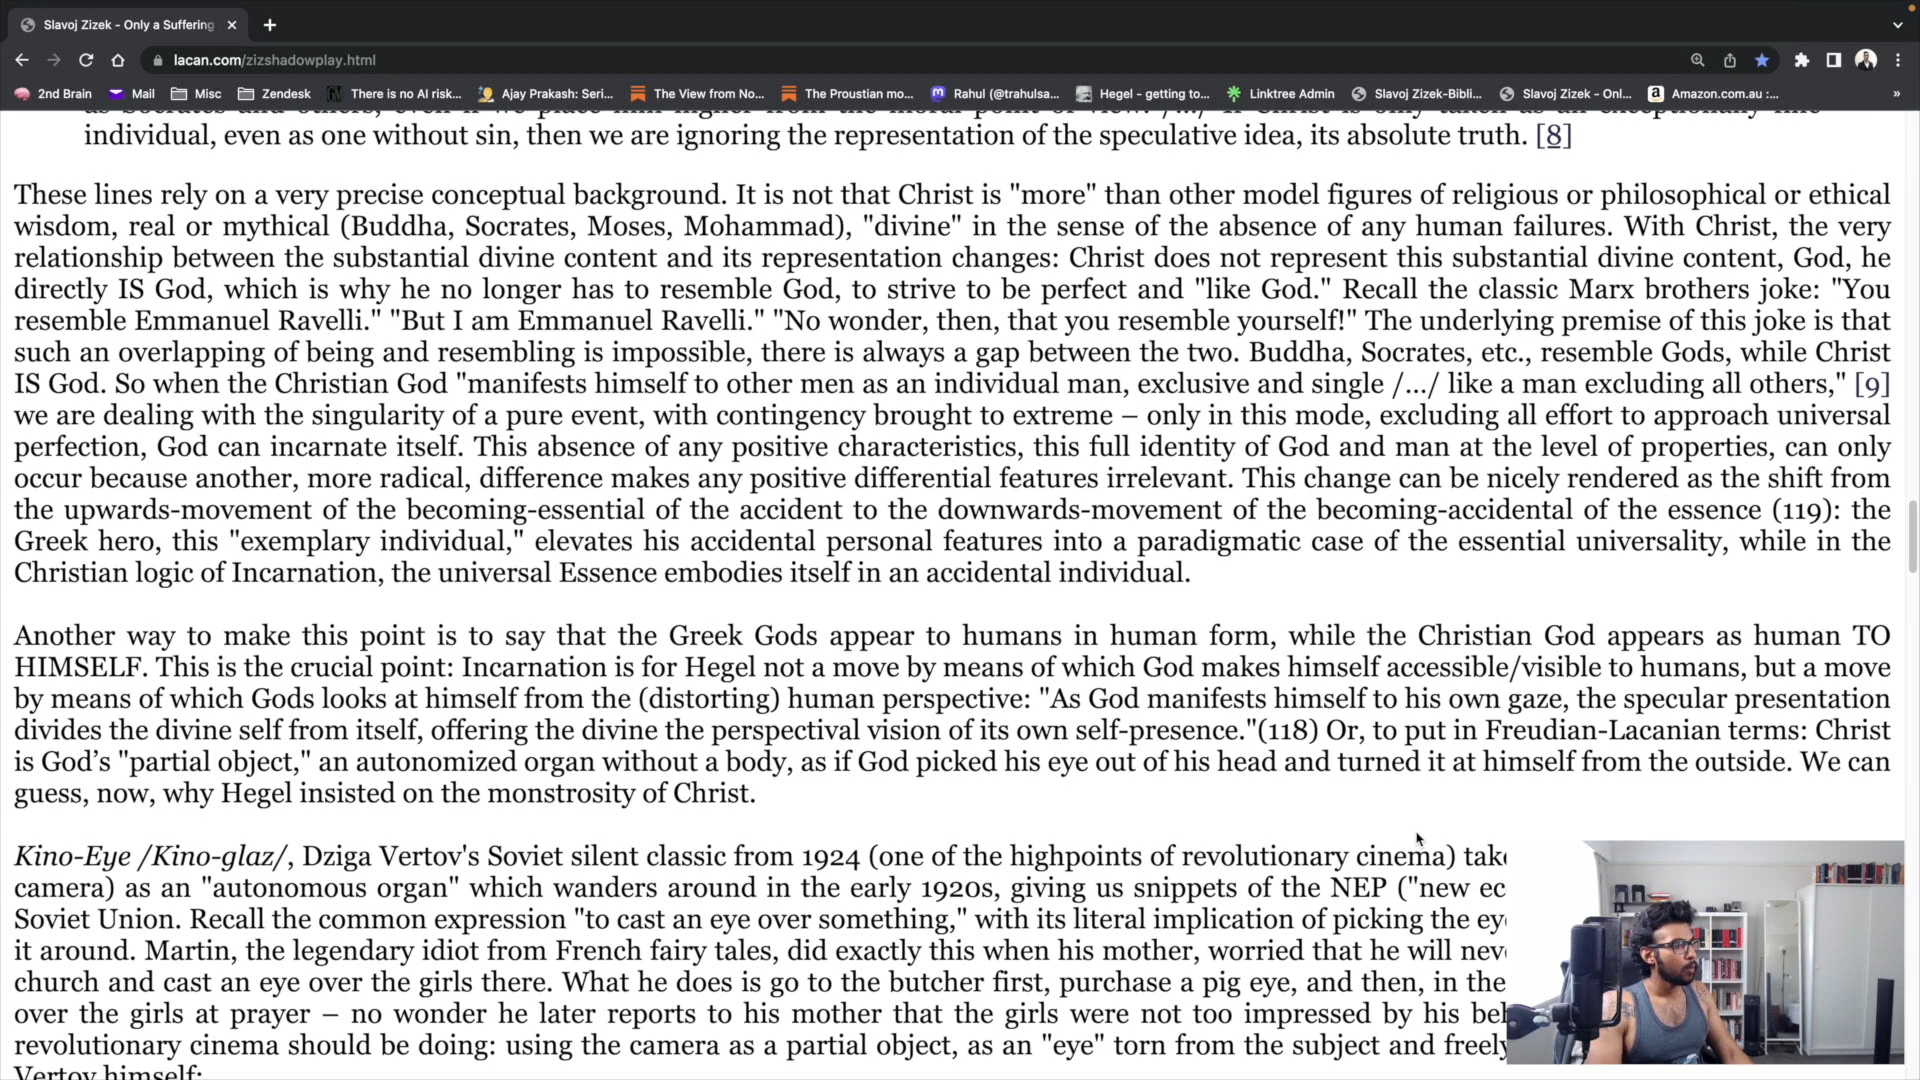 Slavoj Zizek - Only a Suffering
lacan.com/zizshadowplay.html
2nd Brain Mail Misc Zendesk There is no AI risk... Ajay Prakash: Seri... The View from No... The Proustian mo... Rahul (@trahulsa... Hegel - getting to... Linktree Admin Slavoj Zizek-Bibli... Slavoj Zizek - Onl... Amazon.com.au :... »
individual, even as one without sin, then we are ignoring the representation of the speculative idea, its absolute truth. [8]
These lines rely on a very precise conceptual background. It is not that Christ is "more" than other model figures of religious or philosophical or ethical
wisdom, real or mythical (Buddha, Socrates, Moses, Mohammad), "divine" in the sense of the absence of any human failures. With Christ, the very
relationship between the substantial divine content and its representation changes: Christ does not represent this substantial divine content, God, he
directly IS God, which is why he no longer has to resemble God, to strive to be perfect and "like God." Recall the classic Marx brothers joke: "You
resemble Emmanuel Ravelli." "But I am Emmanuel Ravelli." "No wonder, then, that you resemble yourself!" The underlying premise of this joke is that
such an overlapping of being and resembling is impossible, there is always a gap between the two. Buddha, Socrates, etc., resemble Gods, while Christ
IS God. So when the Christian God "manifests himself to other men as an individual man, exclusive and single /.../ like a man excluding all others," [9]
we are dealing with the singularity of a pure event, with contingency brought to extreme – only in this mode, excluding all effort to approach universal
perfection, God can incarnate itself. This absence of any positive characteristics, this full identity of God and man at the level of properties, can only
occur because another, more radical, difference makes any positive differential features irrelevant. This change can be nicely rendered as the shift from
the upwards-movement of the becoming-essential of the accident to the downwards-movement of the becoming-accidental of the essence (119): the
Greek hero, this "exemplary individual," elevates his accidental personal features into a paradigmatic case of the essential universality, while in the
Christian logic of Incarnation, the universal Essence embodies itself in an accidental individual.
Another way to make this point is to say that the Greek Gods appear to humans in human form, while the Christian God appears as human TO
HIMSELF. This is the crucial point: Incarnation is for Hegel not a move by means of which God makes himself accessible/visible to humans, but a move
by means of which Gods looks at himself from the (distorting) human perspective: "As God manifests himself to his own gaze, the specular presentation
divides the divine self from itself, offering the divine the perspectival vision of its own self-presence."(118) Or, to put in Freudian-Lacanian terms: Christ
is God’s "partial object," an autonomized organ without a body, as if God picked his eye out of his head and turned it at himself from the outside. We can
guess, now, why Hegel insisted on the monstrosity of Christ.
Kino-Eye /Kino-glaz/, Dziga Vertov's Soviet silent classic from 1924 (one of the highpoints of revolutionary cinema)
camera) as an "autonomous organ" which wanders around in the early 1920s, giving us snippets of the NEP ("new
Soviet Union. Recall the common expression "to cast an eye over something," with its literal implication of picking the
it around. Martin, the legendary idiot from French fairy tales, did exactly this when his mother, worried that he will
church and cast an eye over the girls there. What he does is go to the butcher first, purchase a pig eye, and then, in the
over the girls at prayer – no wonder he later reports to his mother that the girls were not too impressed by his
revolutionary cinema should be doing: using the camera as a partial object, as an "eye" torn from the subject and freely
Vertov himself: